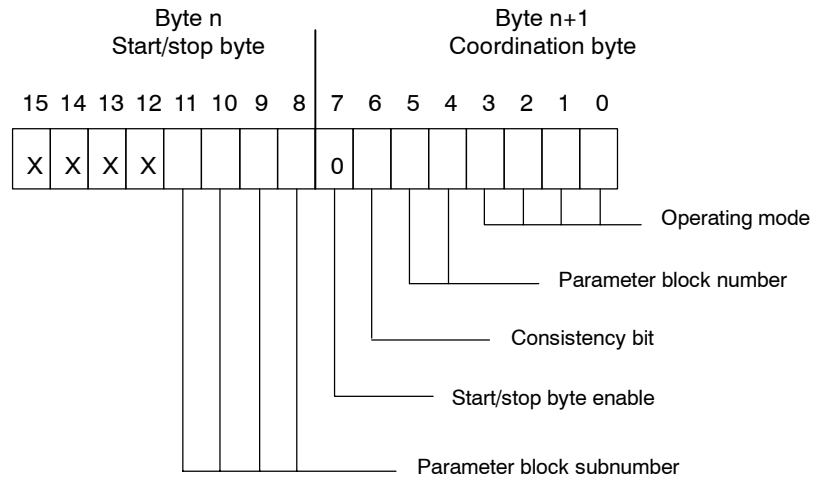 Byte n
Start/stop byte
Byte n+1
Coordination byte
15 14 13 12 11 10 9 8 7 6 5 4 3 2 1 0
X X X X 0
Operating mode
Parameter block number
Consistency bit
Start/stop byte enable
Parameter block subnumber